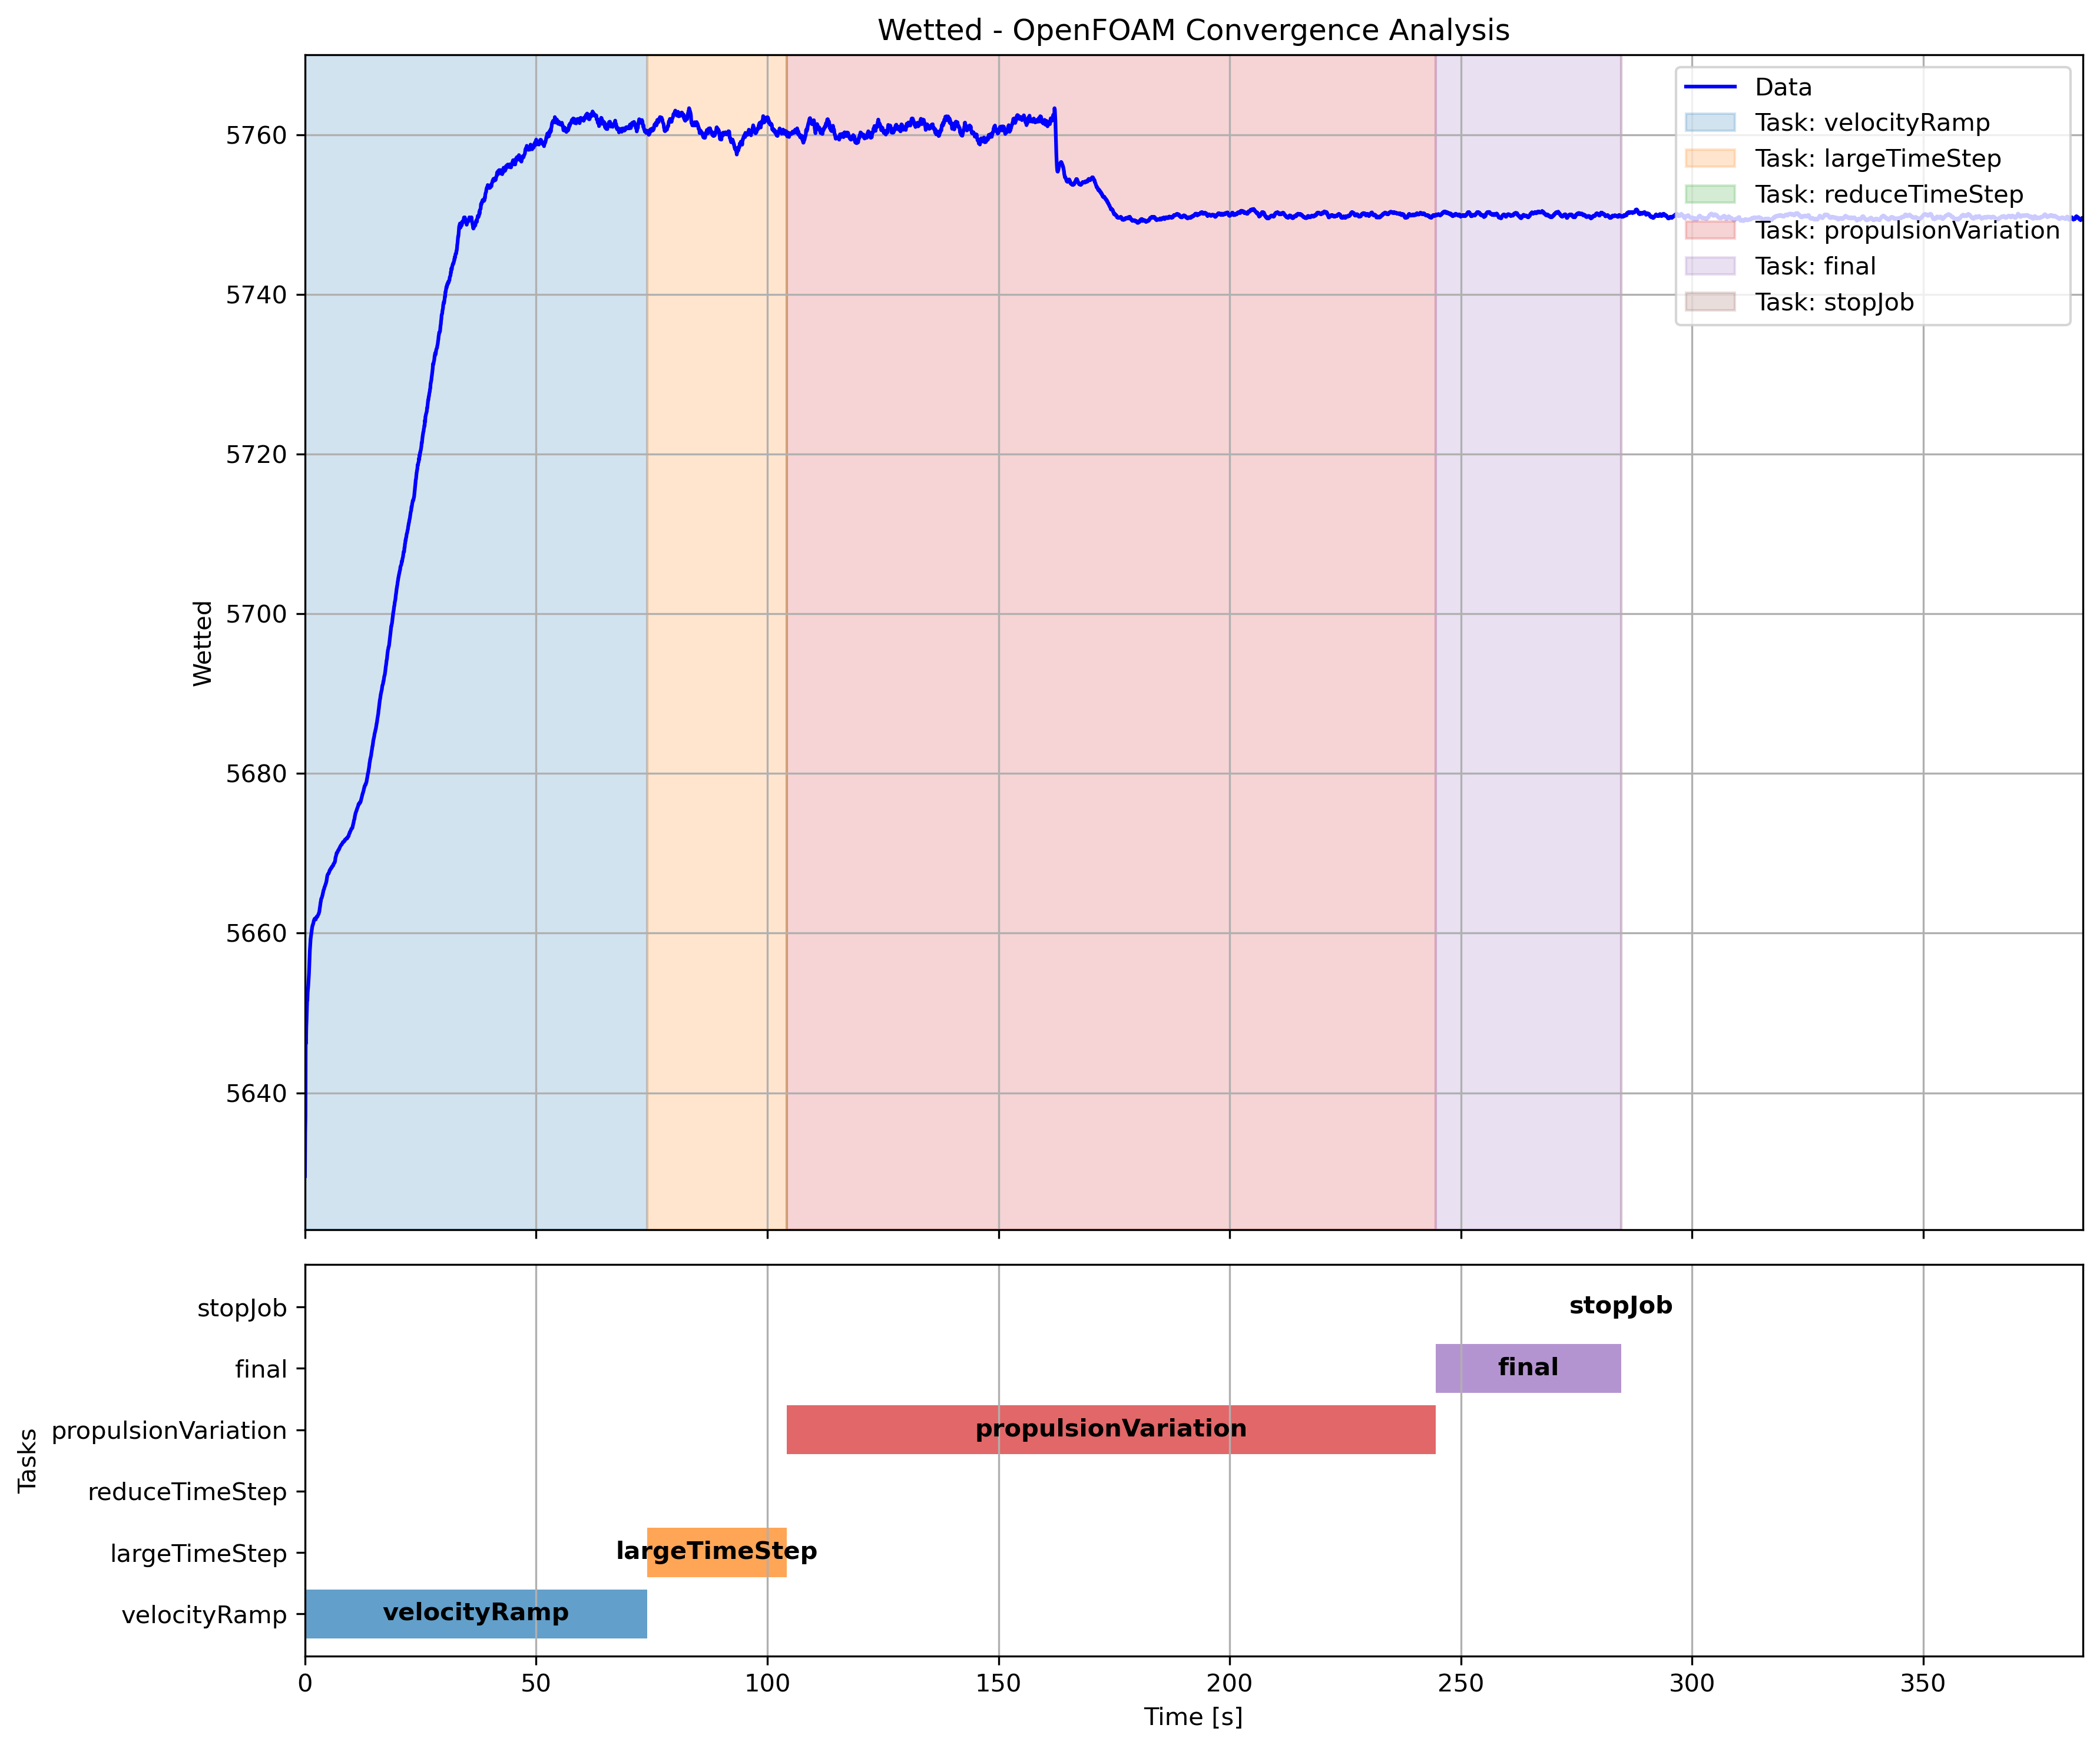 Wetted - OpenFOAM Convergence Analysis
Data
Task: velocityRamp
Task: largeTimeStep
Task: reduceTimeStep
Task: propulsionVariation
Task: final
Task: stopJob
Wetted
5760
5740
5720
5700
5680
5660
5640
Tasks
stopJob
stopJob
final
final
propulsionVariation
propulsionVariation
reduceTimeStep
largeTimeStep
largeTimeStep
velocityRamp
velocityRamp
0 50 100 150 200 250 300 350
Time [s]